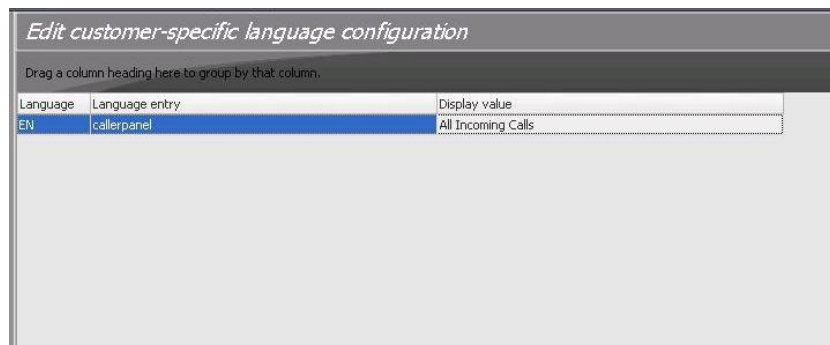 Edit customer-specific language configuration
Drag a column heading here to group by that column.
Language Language entry Display value
EN callerpanel All Incoming Calls